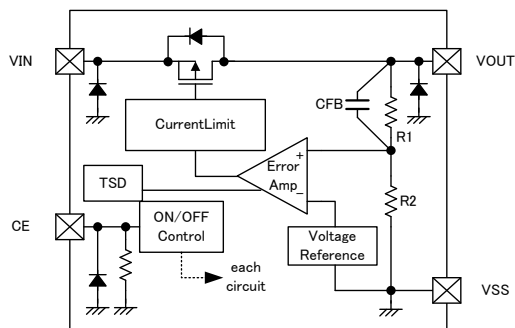 VIN
VOUT
CFB
R1
CurrentLimit
+
Error
Amp
-
TSD
R2
CE
ON/OFF
Control
Voltage
Reference
each
circuit
VSS